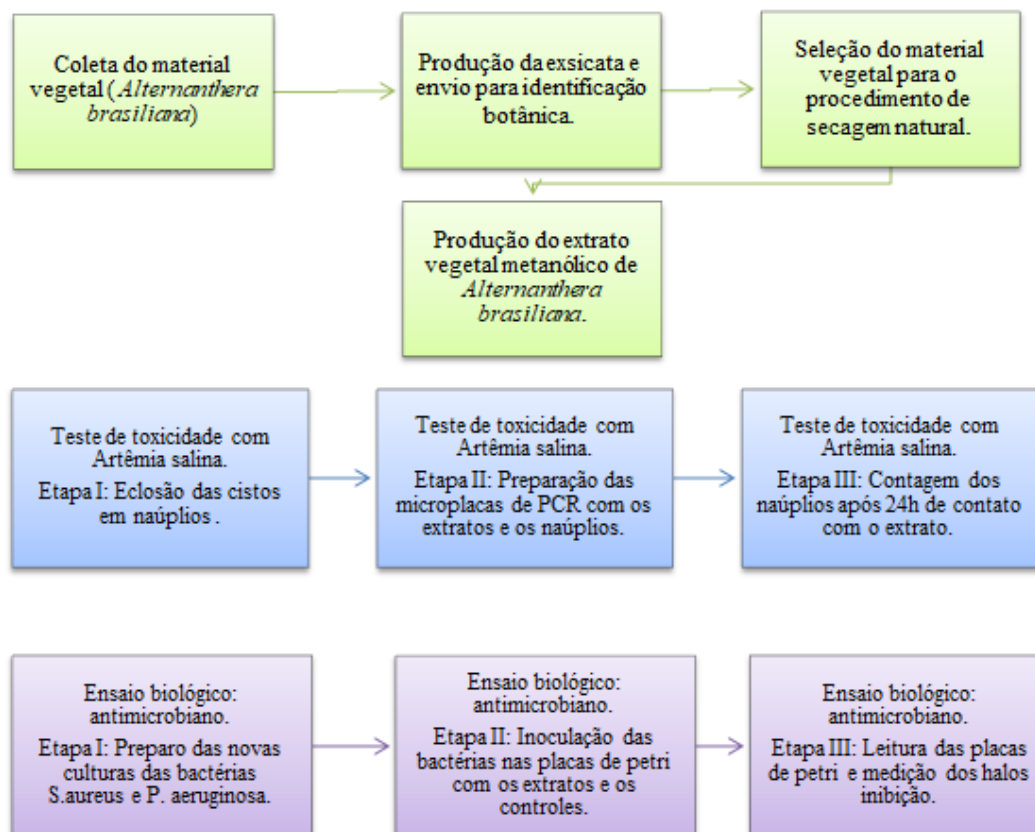 Coleta do material
vegetal (Alternanthera
brasiliana)
Produção da exsicata e
envio para identificação
botânica.
Seleção do material
vegetal para o
procedimento de
secagem natural.
Produção do extrato
vegetal metanólico de
Alternanthera
brasiliana.
Teste de toxicidade com
Artêmia salina.
Etapa I: Eclosão das cistos
em naúplios .
Teste de toxicidade com
Artêmia salina.
Etapa II: Preparação das
microplacas de PCR com os
extratos e os naúplios.
Teste de toxicidade com
Artêmia salina.
Etapa III: Contagem dos
naúplios após 24h de contato
com o extrato.
Ensaio biológico:
antimicrobiano.
Etapa I: Preparo das novas
culturas das bactérias
S.aureus e P. aeruginosa.
Ensaio biológico:
antimicrobiano.
Etapa II: Inoculação das
bactérias nas placas de petri
com os extratos e os
controles.
Ensaio biológico:
antimicrobiano.
Etapa III: Leitura das placas
de petri e medição dos halos
inibição.